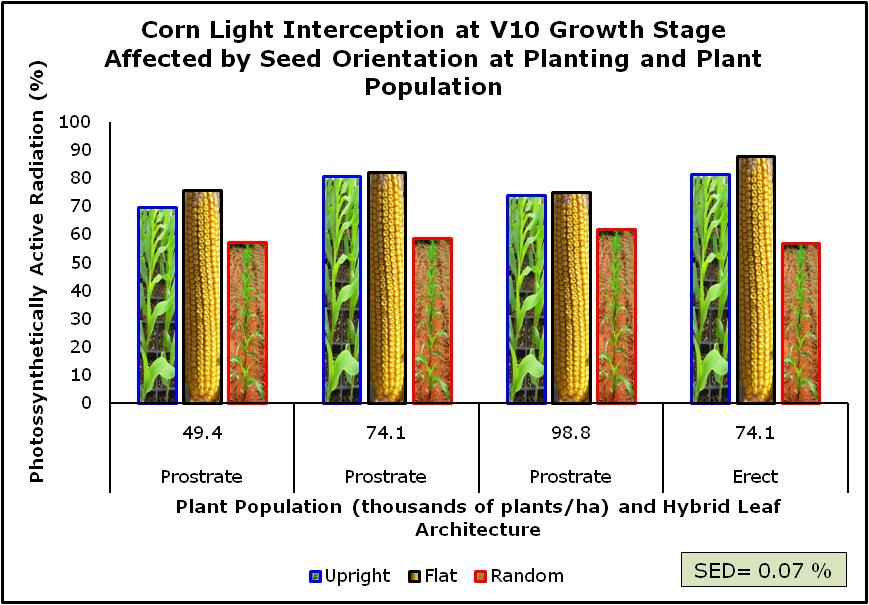 Corn Light Interception at V10 Growth Stage
Affected by Seed Orientation at Planting and Plant
Population
Photossynthetically Active Radiation (%)
100
90
80
70
60
50
40
30
20
10
0
49.4 74.1 98.8 74.1
Prostrate Prostrate Prostrate Erect
Plant Population (thousands of plants/ha) and Hybrid Leaf
Architecture
Upright Flat Random
SED= 0.07 %